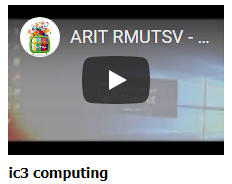 ARIT RMUTSV - ...
ic3 computing